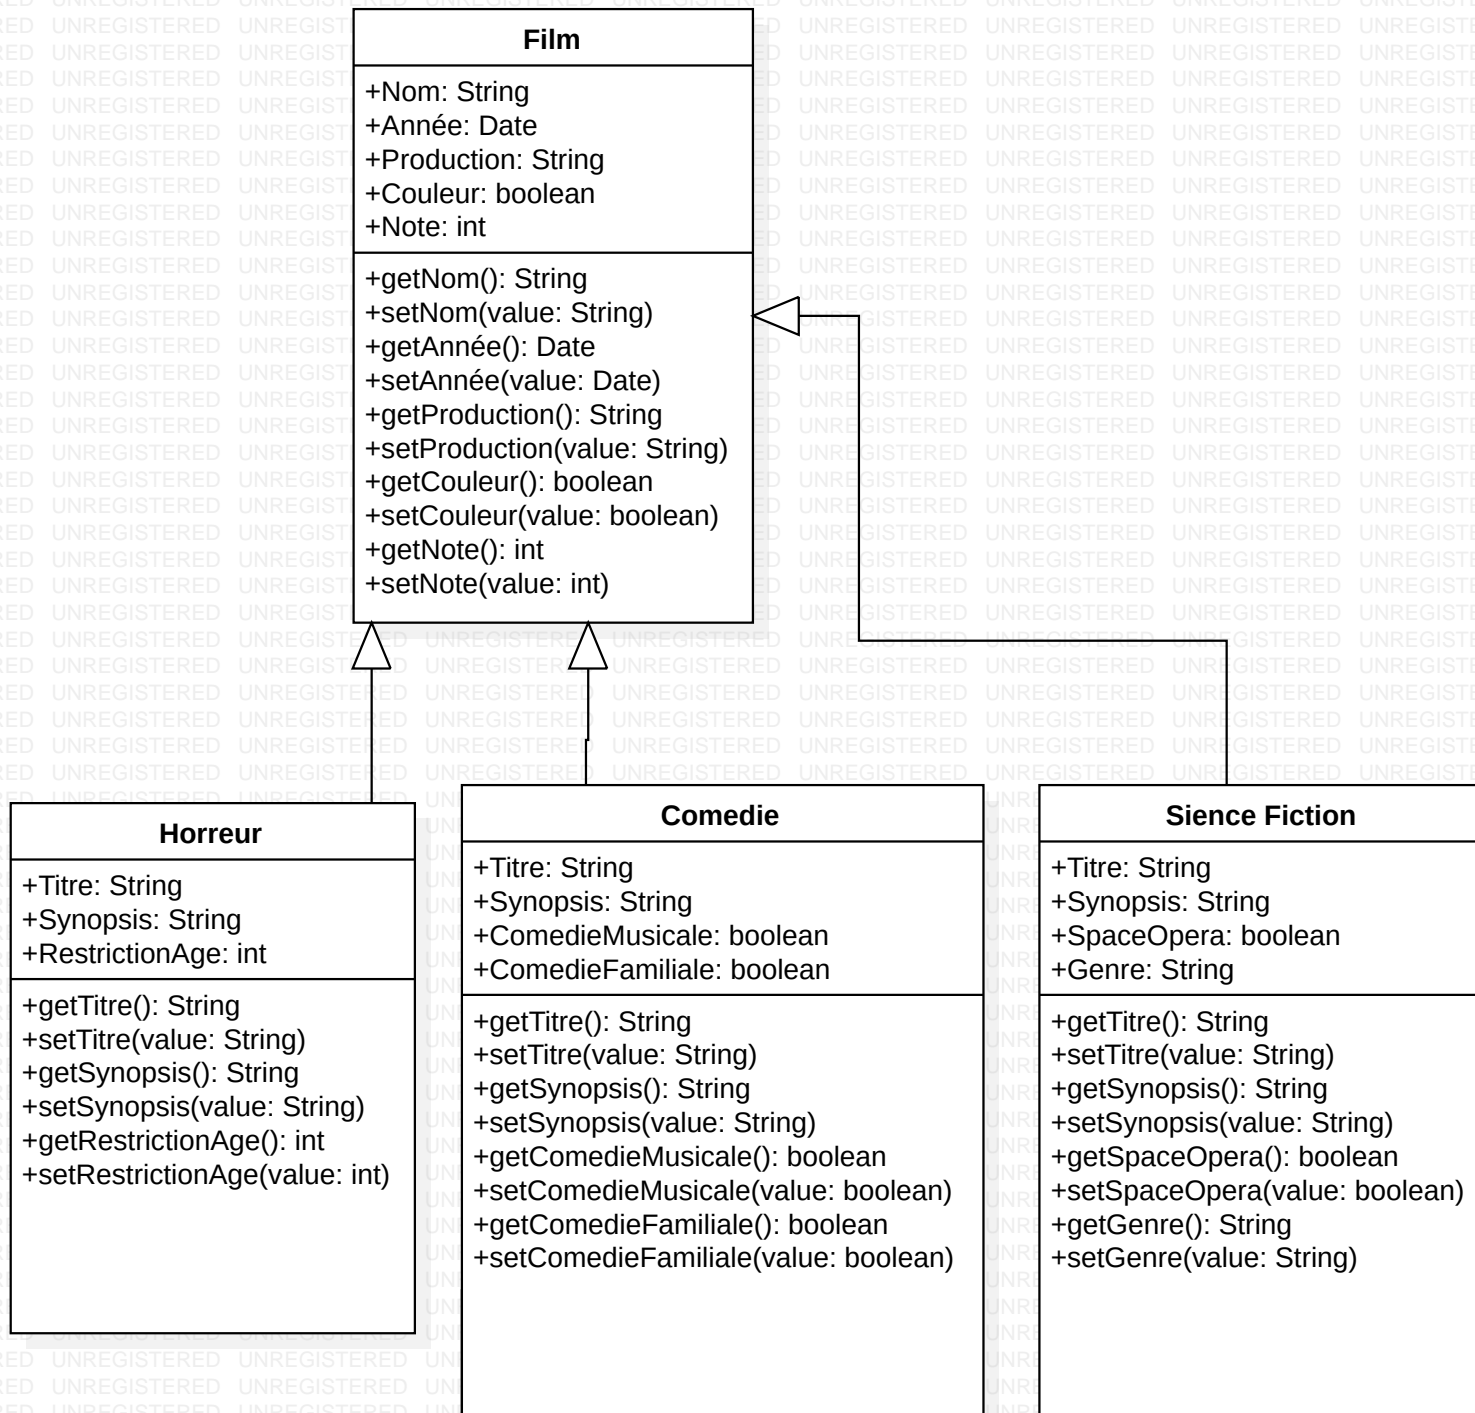 Film
+Nom: String
+Année: Date
+Production: String
+Couleur: boolean
+Note: int
+getNom(): String
+setNom(value: String)
+getAnnée(): Date
+setAnnée(value: Date)
+getProduction(): String
+setProduction(value: String)
+getCouleur(): boolean
+setCouleur(value: boolean)
+getNote(): int
+setNote(value: int)
Horreur
+Titre: String
+Synopsis: String
+RestrictionAge: int
+getTitre(): String
+setTitre(value: String)
+getSynopsis(): String
+setSynopsis(value: String)
+getRestrictionAge(): int
+setRestrictionAge(value: int)
Comedie
+Titre: String
+Synopsis: String
+ComedieMusicale: boolean
+ComedieFamiliale: boolean
+getTitre(): String
+setTitre(value: String)
+getSynopsis(): String
+setSynopsis(value: String)
+getComedieMusicale(): boolean
+setComedieMusicale(value: boolean)
+getComedieFamiliale(): boolean
+setComedieFamiliale(value: boolean)
Sience Fiction
+Titre: String
+Synopsis: String
+SpaceOpera: boolean
+Genre: String
+getTitre(): String
+setTitre(value: String)
+getSynopsis(): String
+setSynopsis(value: String)
+getSpaceOpera(): boolean
+setSpaceOpera(value: boolean)
+getGenre(): String
+setGenre(value: String)
UNREGISTERED